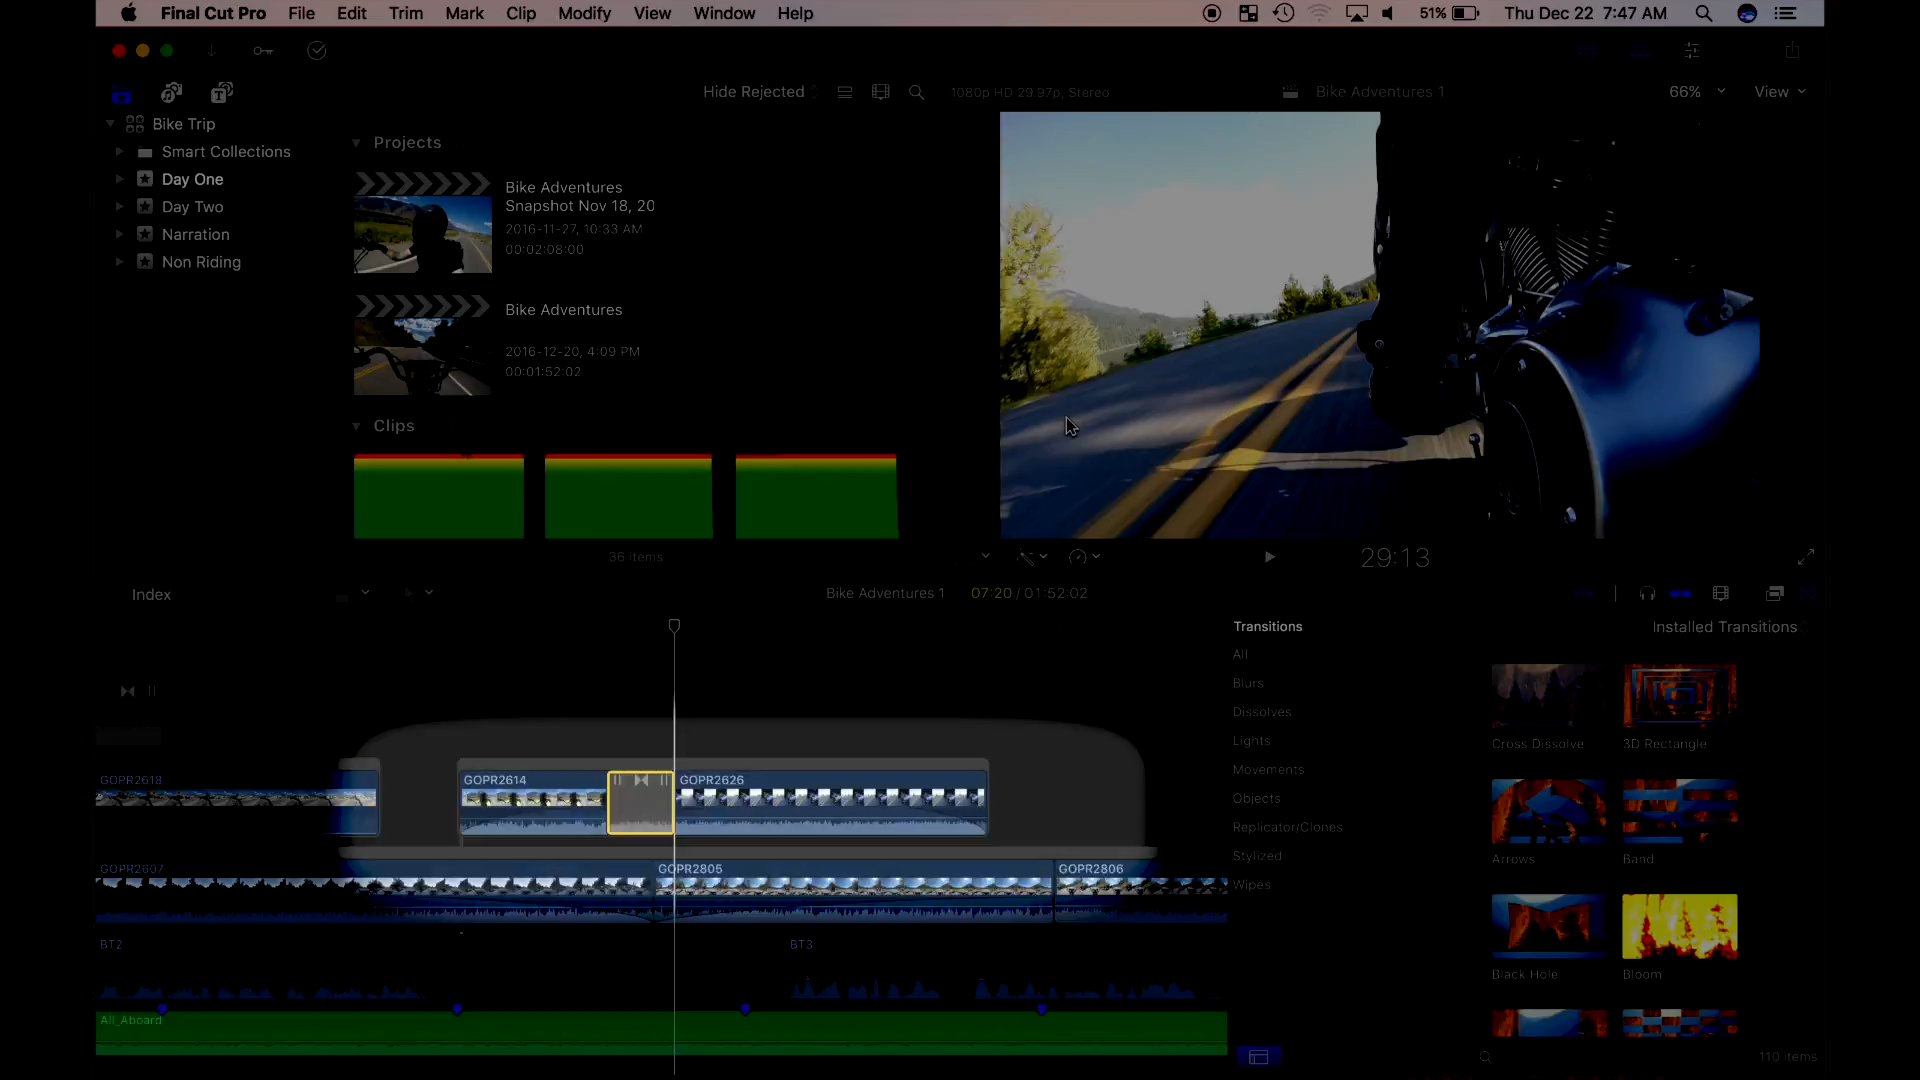 Final Cut Pro File Edit Trim Mark Clip Modify View Window Help 51% Thu Dec 22 7:47 AM
Hide Rejected 1080p HD 29.97p, Stereo Bike Adventures 1 66% View
Bike Trip
Smart Collections
Day One
Day Two
Narration
Non Riding
Projects
Bike Adventures
Snapshot Nov 18, 20
2016-11-27, 10:33 AM
00:02:08:00
Bike Adventures
2016-12-20, 4:09 PM
00:01:52:02
Clips
36 items
29:13
Index
Bike Adventures 1 07:20 / 01:52:02
GOPR2618
GOPR2614
GOPR2626
GOPR2607
GOPR2805
GOPR2806
BT2
BT3
All_Aboard
Transitions
All
Blurs
Dissolves
Lights
Movements
Objects
Replicator/Clones
Stylized
Wipes
Installed Transitions
Cross Dissolve
3D Rectangle
Arrows
Band
Black Hole
Bloom
110 items